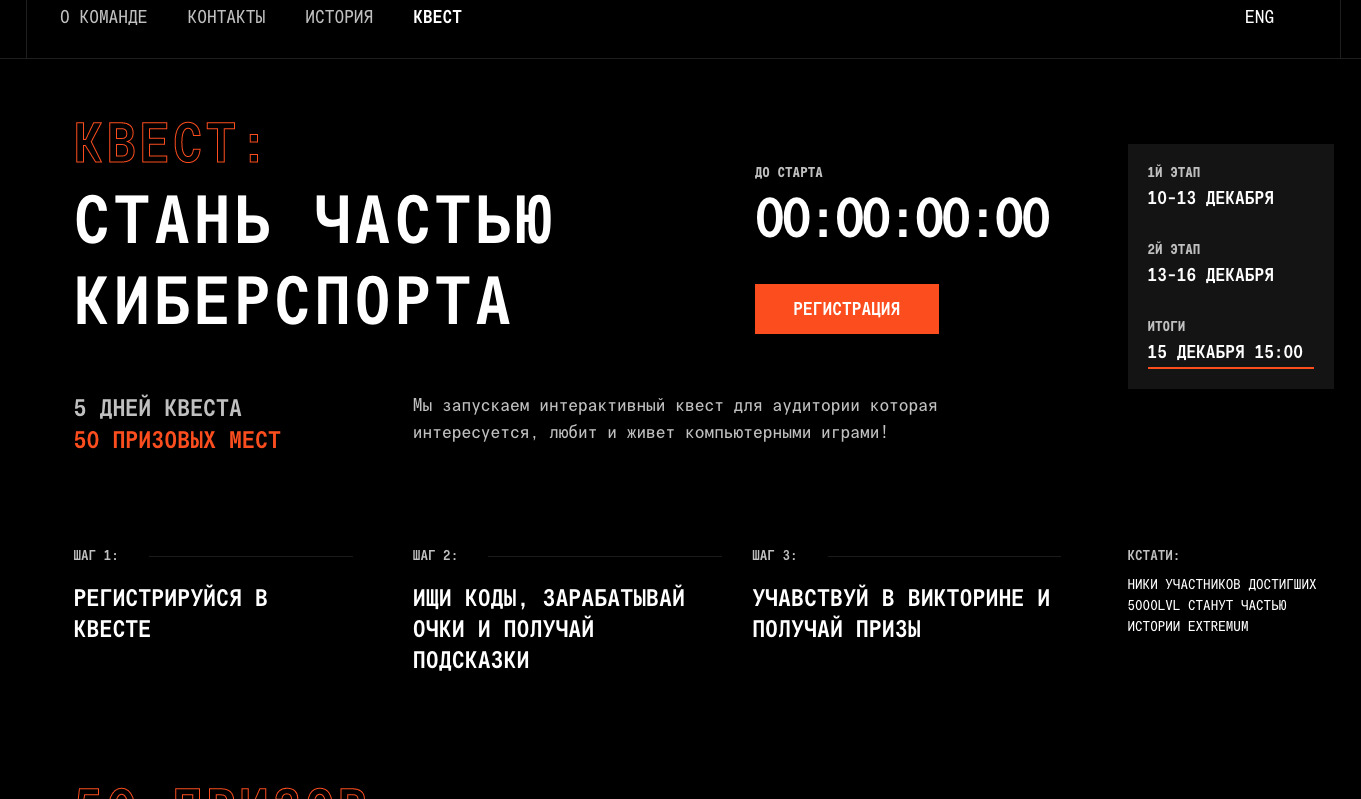 О КОМАНДЕ КОНТАКТЫ ИСТОРИЯ КВЕСТ ENG
КВЕСТ:
СТАНЬ ЧАСТЬЮ
КИБЕРСПОРТА
ДО СТАРТА
00:00:00:00
РЕГИСТРАЦИЯ
1Й ЭТАП
10-13 ДЕКАБРЯ
2Й ЭТАП
13-16 ДЕКАБРЯ
ИТОГИ
15 ДЕКАБРЯ 15:00
5 ДНЕЙ КВЕСТА
50 ПРИЗОВЫХ МЕСТ
Мы запускаем интерактивный квест для аудитории которая
интересуется, любит и живет компьютерными играми!
ШАГ 1:
РЕГИСТРИРУЙСЯ В
КВЕСТЕ
ШАГ 2:
ИЩИ КОДЫ, ЗАРАБАТЫВАЙ
ОЧКИ И ПОЛУЧАЙ
ПОДСКАЗКИ
ШАГ 3:
УЧАВСТВУЙ В ВИКТОРИНЕ И
ПОЛУЧАЙ ПРИЗЫ
КСТАТИ:
НИКИ УЧАСТНИКОВ ДОСТИГШИХ
5000LVL СТАНУТ ЧАСТЬЮ
ИСТОРИИ EXTREMUM
50 ПРИЗОВ